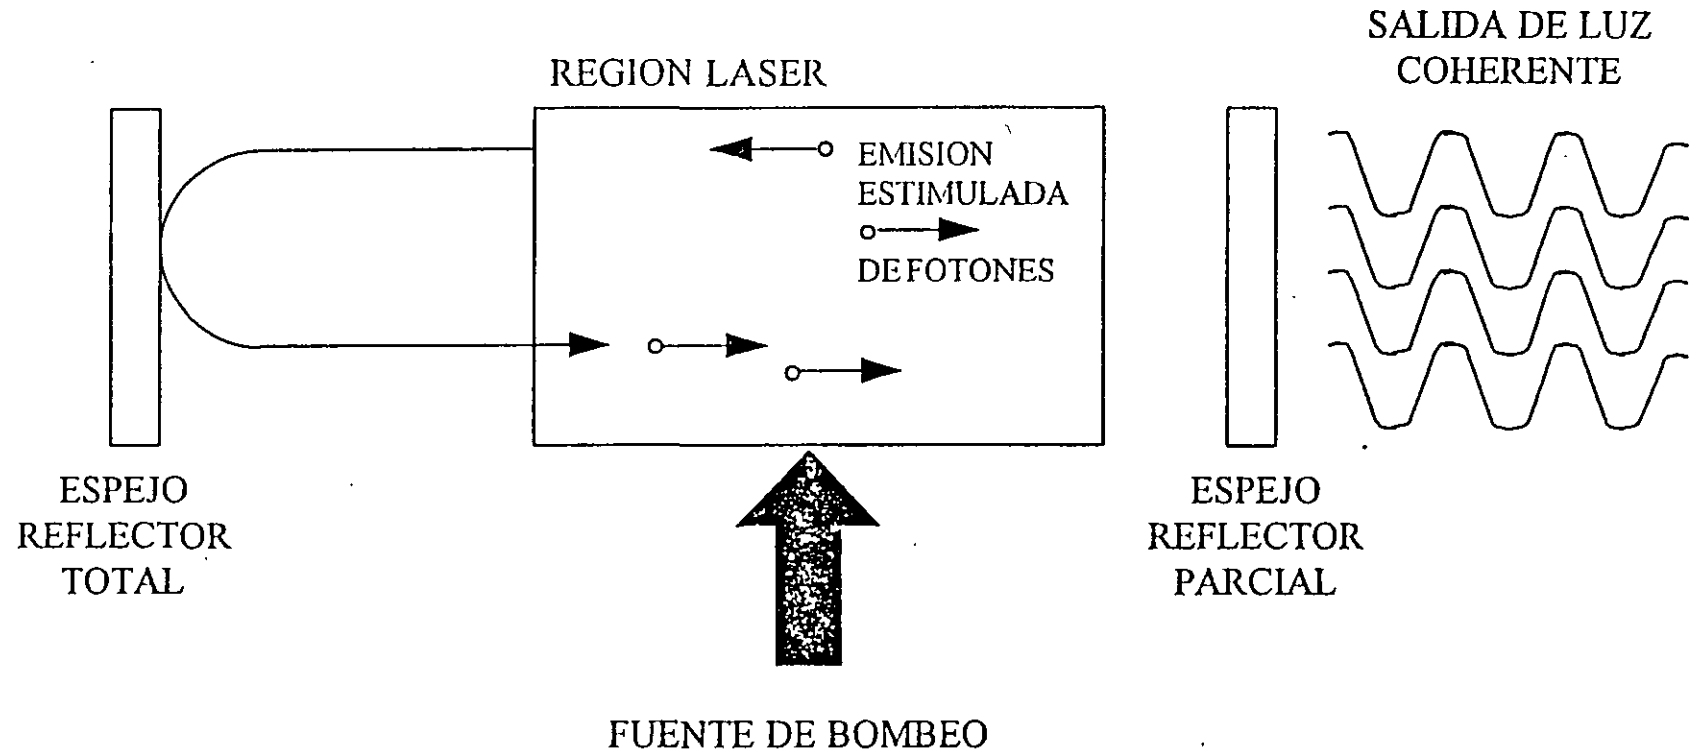 SALIDA DE LUZ
COHERENTE
REGION LASER
EMISION
ESTIMULADA
DE FOTONES
ESPEJO
REFLECTOR
TOTAL
ESPEJO
REFLECTOR
PARCIAL
FUENTE DE BOMBEO